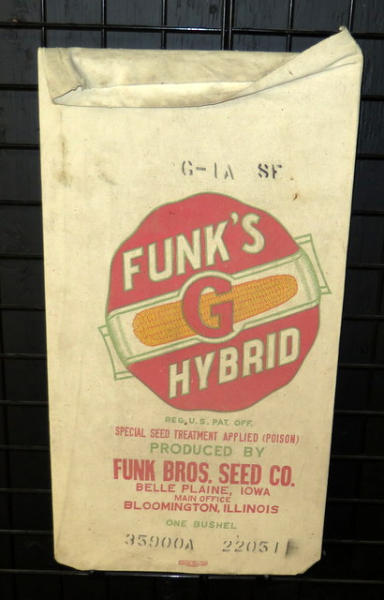 G-1A SF
FUNK'S
G
HYBRID
REG. U.S. PAT. OFF.
SPECIAL SEED TREATMENT APPLIED (POISON)
PRODUCED BY
FUNK BROS. SEED CO.
BELLE PLAINE, IOWA
MAIN OFFICE
BLOOMINGTON, ILLINOIS
ONE BUSHEL
35900A 22051